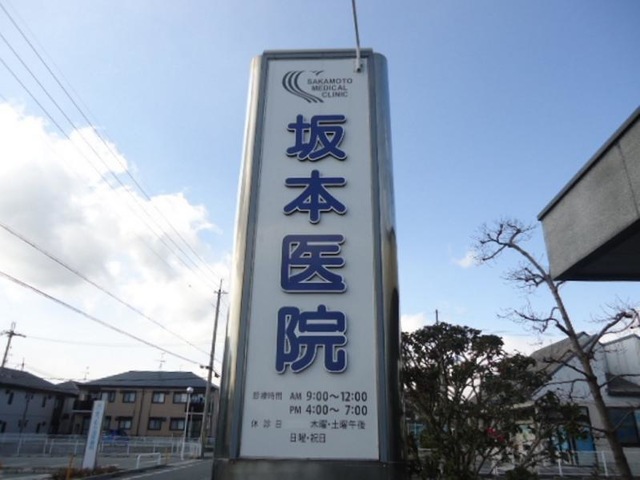 SAKAMOTO
MEDICAL
CLINIC
坂本医院
診療時間 AM 9:00～12:00
PM 4:00～ 7:00
休診日 木曜・土曜午後
日曜・祝日